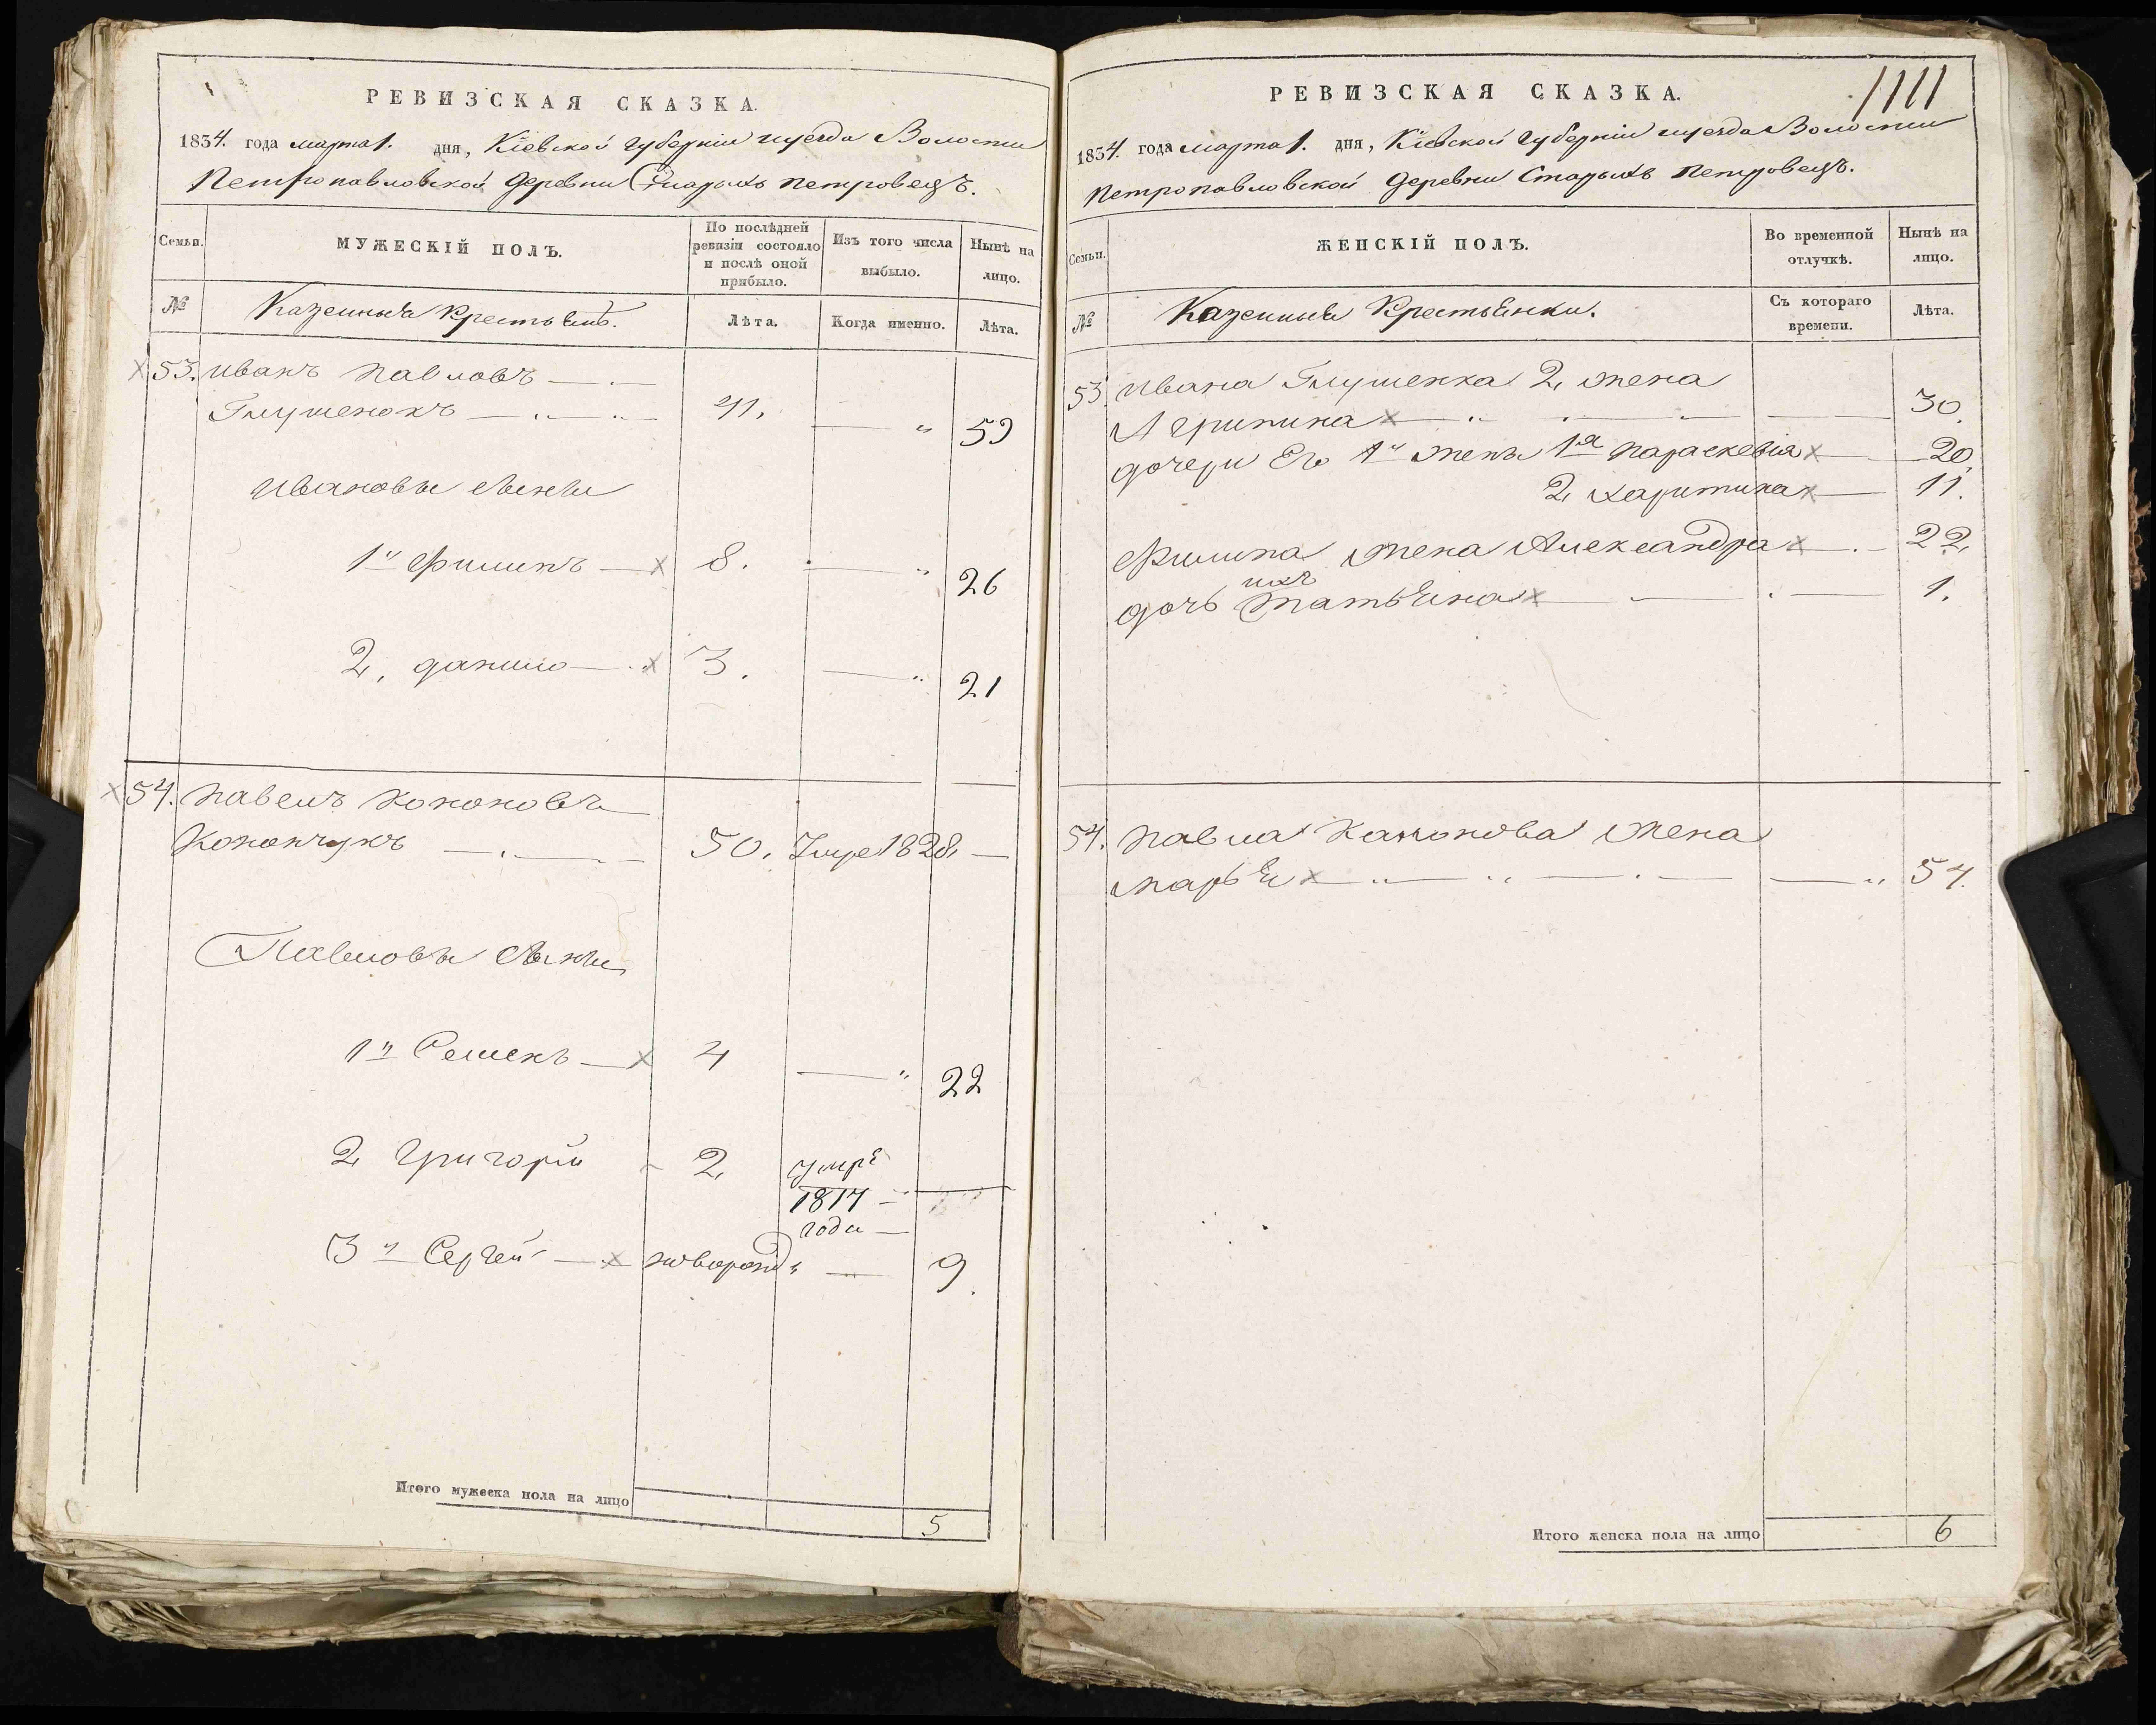 РЕВИЗСКАЯ СКАЗКА.
1834. года марта 1. дня, Кіевской губерніи и уезда Волости
Петропавловской деревни Старыхъ петровецъ.
Семьи.
МУЖЕСКІЙ ПОЛЪ.
По послѣдней ревизіи состояло и послѣ оной прибыло.
Изъ того числа выбыло.
Нынѣ на лицо.
№
Казенныя Крестьяне.
Лѣта.
Когда именно.
Лѣта.
53. Иванъ Павловъ
Глушенокъ 41. 59
Ивановы сыны
1й Филипъ 8. 26
2, данило 3. 21
54. Павелъ Кононовъ
Конончукъ 50. Умре 1828.
Павловы сыны
1й Семенъ 4 22
2, Григорій 2, умре
1817
года
3й Сергей новорожд 9.
Итого мужеска пола на лицо 5
1111
РЕВИЗСКАЯ СКАЗКА.
1834. года марта 1. дня, Кіевской губерніи и уезда Волости
Петропавловской деревни Старыхъ петровецъ.
Семьи.
ЖЕНСКІЙ ПОЛЪ.
Во временной отлучкѣ.
Нынѣ на лицо.
№
Казенныя Крестьянки.
Съ котораго времени.
Лѣта.
53. Ивана Глушенка 2, жена
Агрипина 30.
дочери Его 1й жены 1я Параскевія 20.
2, Харитина 11.
Филипа жена Александра 22,
ихъ
дочь Татьяна 1.
54. Павла Кононова жена
Марья 54.
Итого женска пола на лицо 6